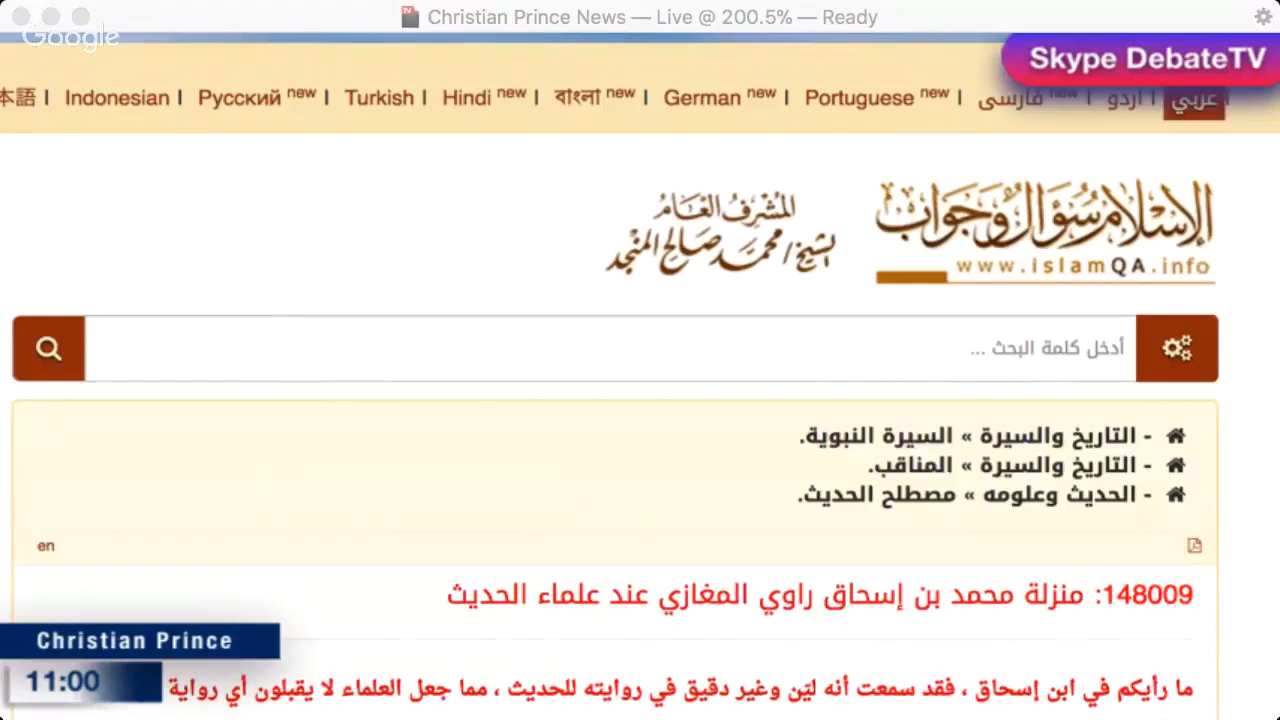 Christian Prince News — Live @ 200.5% — Ready
Google
Skype DebateTV
本語 | Indonesian | Русский new | Turkish | Hindi new | বাংলা new | German new | Portuguese new | فارسی new | اردو | عربي
الإسلام سؤال وجواب
www.islamQA.info
المشرف العام
الشيخ/ محمد صالح المنجد
أدخل كلمة البحث ...
- التاريخ والسيرة » السيرة النبوية.
- التاريخ والسيرة » المناقب.
- الحديث وعلومه » مصطلح الحديث.
en
148009: منزلة محمد بن إسحاق راوي المغازي عند علماء الحديث
Christian Prince
11:00
ما رأيكم في ابن إسحاق ، فقد سمعت أنه ليّن وغير دقيق في روايته للحديث ، مما جعل العلماء لا يقبلون أي رواية